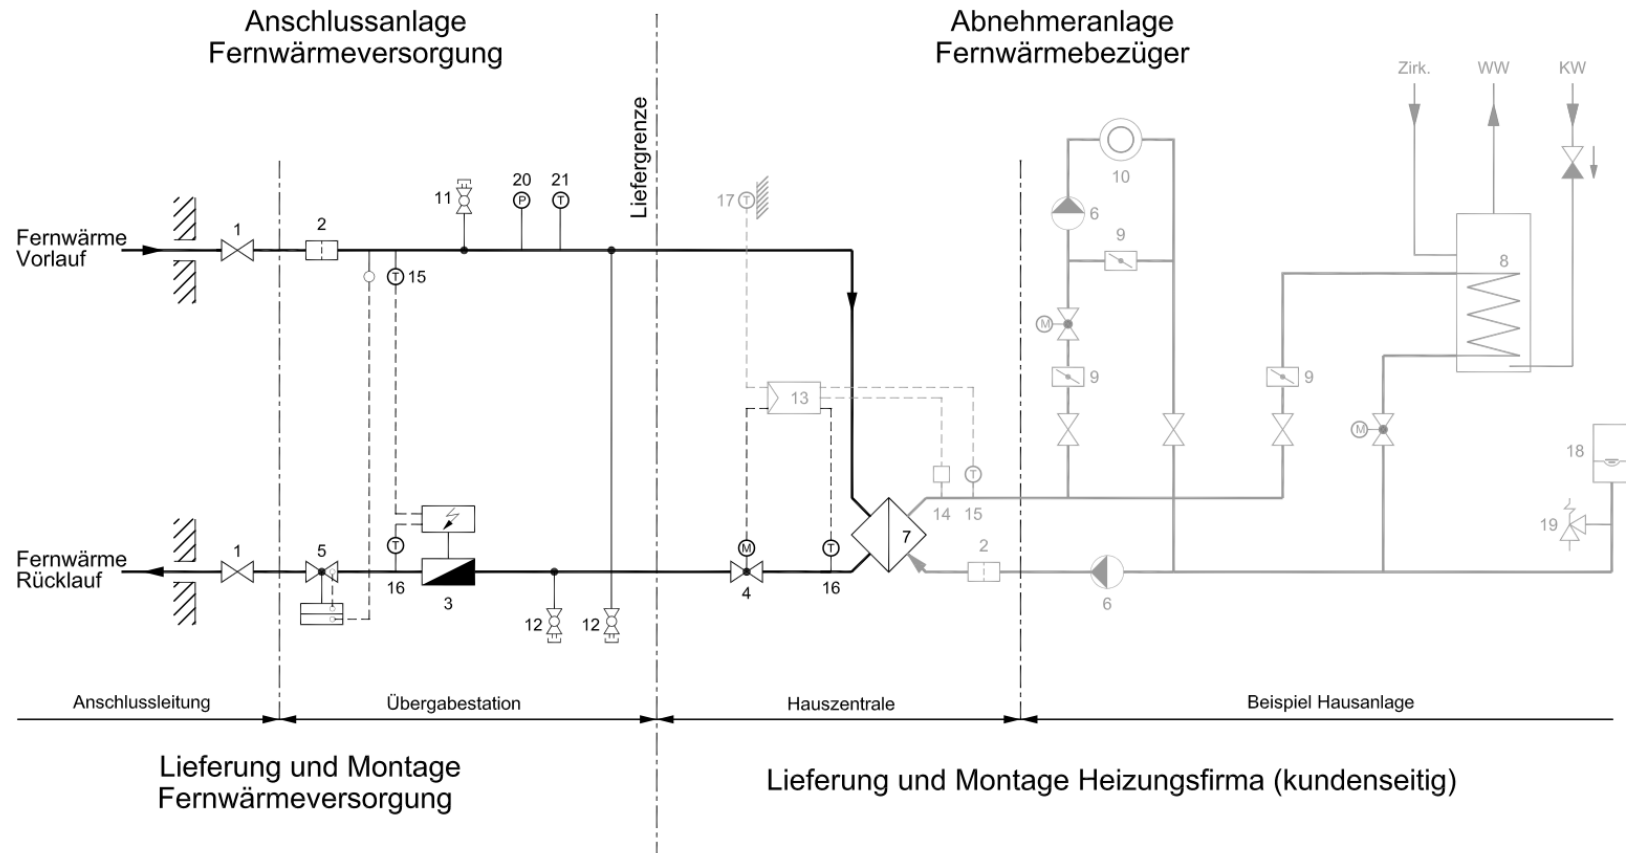 Anschlussanlage
Fernwärmeversorgung
Abnehmeranlage
Fernwärmebezüger
Zirk.
WW
KW
Liefergrenze
20
21
11
P
T
17
T
10
6
1
2
9
8
Fernwärme
Vorlauf
T
15
M
13
9
9
M
18
14
T
15
19
Fernwärme
Rücklauf
1
5
T
16
3
M
4
T
16
7
2
6
12
12
Anschlussleitung
Übergabestation
Hauszentrale
Beispiel Hausanlage
Lieferung und Montage
Fernwärmeversorgung
Lieferung und Montage Heizungsfirma (kundenseitig)